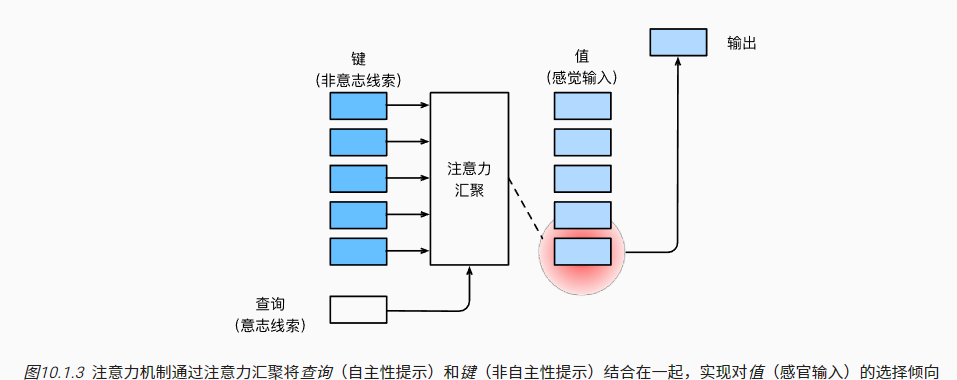 输出
键
(非意志线索)
值
(感觉输入)
注意力
汇聚
查询
(意志线索)
图10.1.3 注意力机制通过注意力汇聚将查询（自主性提示）和键（非自主性提示）结合在一起，实现对值（感官输入）的选择倾向